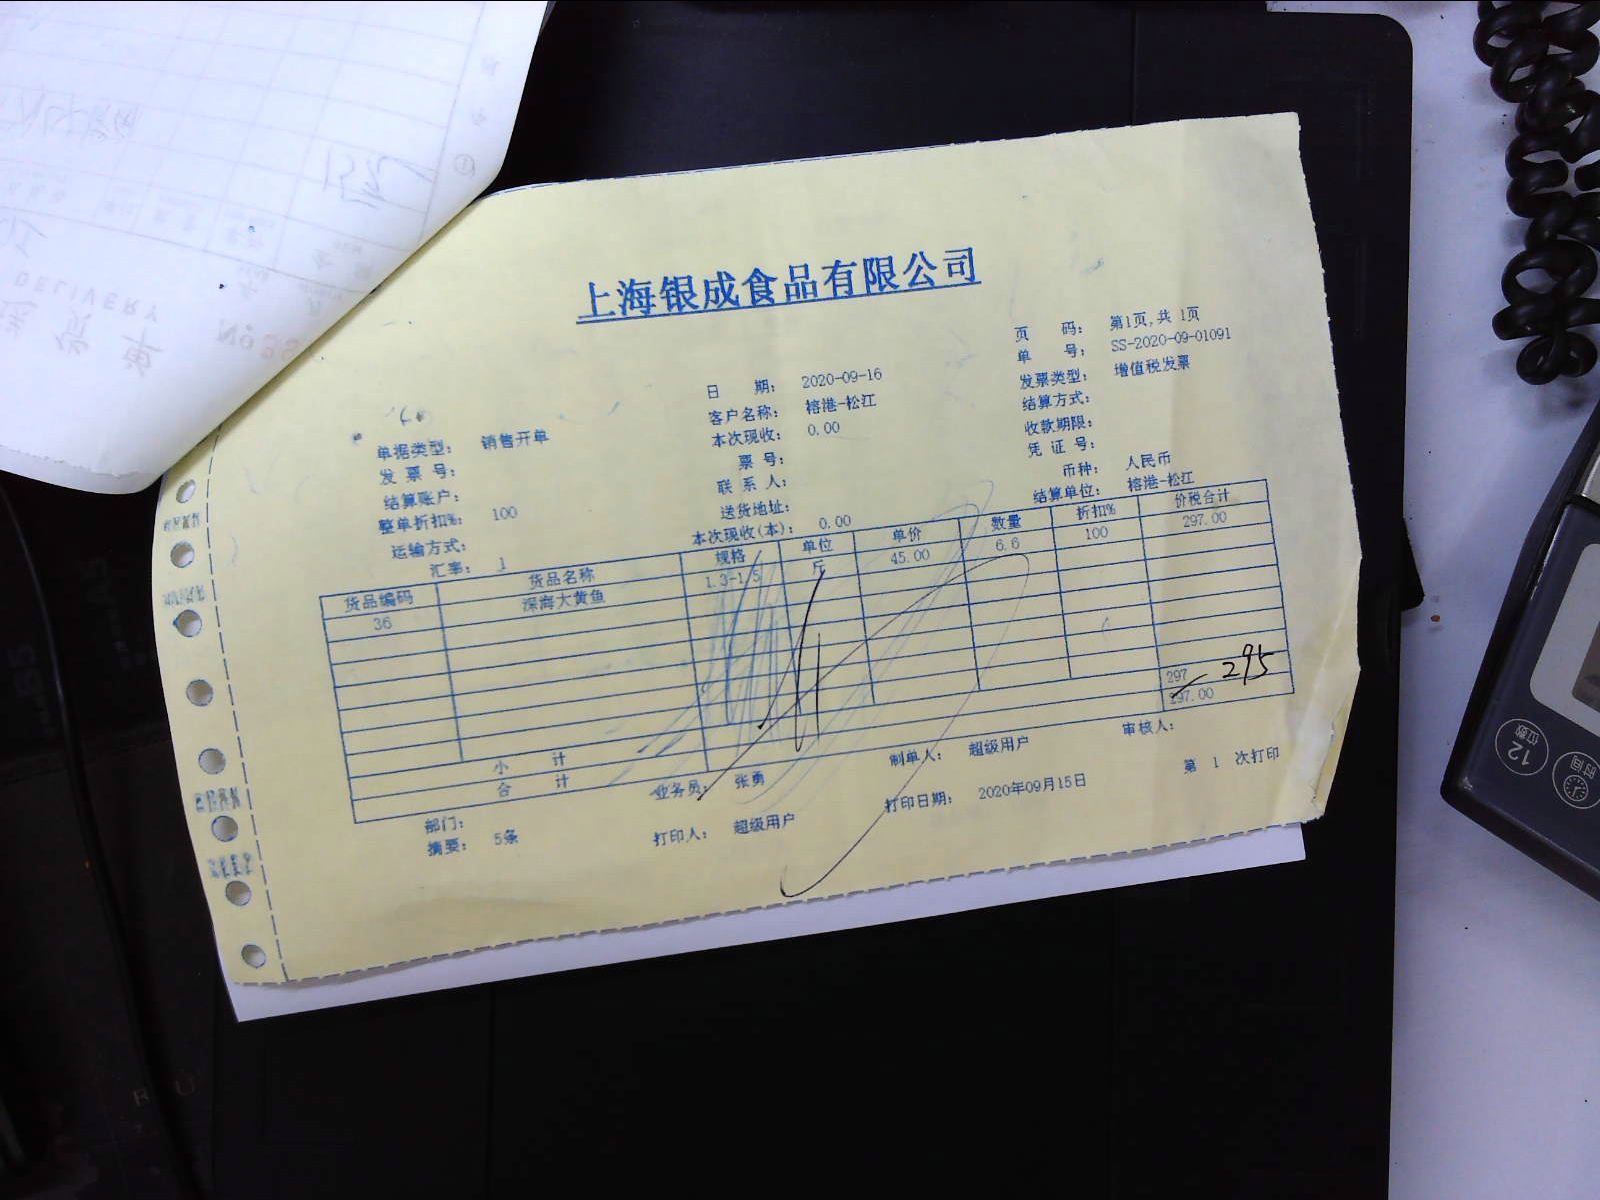 上海银成食品有限公司
页 码： 第1页,共 1页
单 号： SS-2020-09-01091
日 期： 2020-09-16 发票类型： 增值税发票
客户名称： 榕港-松江 结算方式：
单据类型： 销售开单 本次现收： 0.00 收款期限：
发 票 号： 票 号： 凭 证 号：
结算账户： 联 系 人： 币种： 人民币
整单折扣%： 100 送货地址： 结算单位： 榕港-松江
运输方式： 本次现收(本)： 0.00
汇率： 1
货品编码 货品名称 规格 单位 单价 数量 折扣% 价税合计
36 深海大黄鱼 1.3-1.5 斤 45.00 6.6 100 297.00
小 计 297
295
合 计 297.00
部门： 业务员： 张勇 制单人： 超级用户 审核人：
摘要： 5条 打印人： 超级用户 打印日期： 2020年09月15日 第 1 次打印
DELIVERY
12
位数
时间